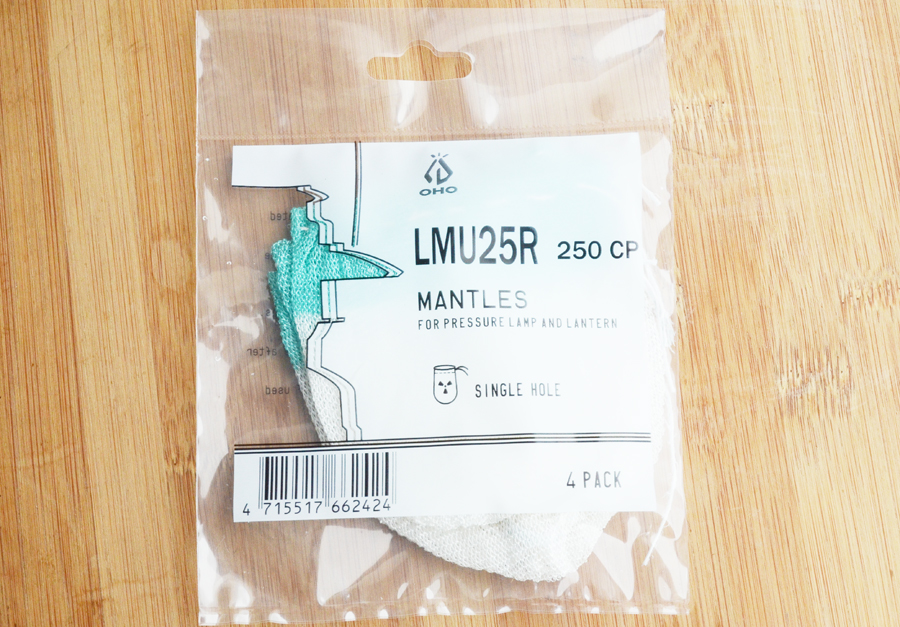 OHO
LMU25R 250 CP
MANTLES
FOR PRESSURE LAMP AND LANTERN
SINGLE HOLE
4 PACK
4 715517 662424